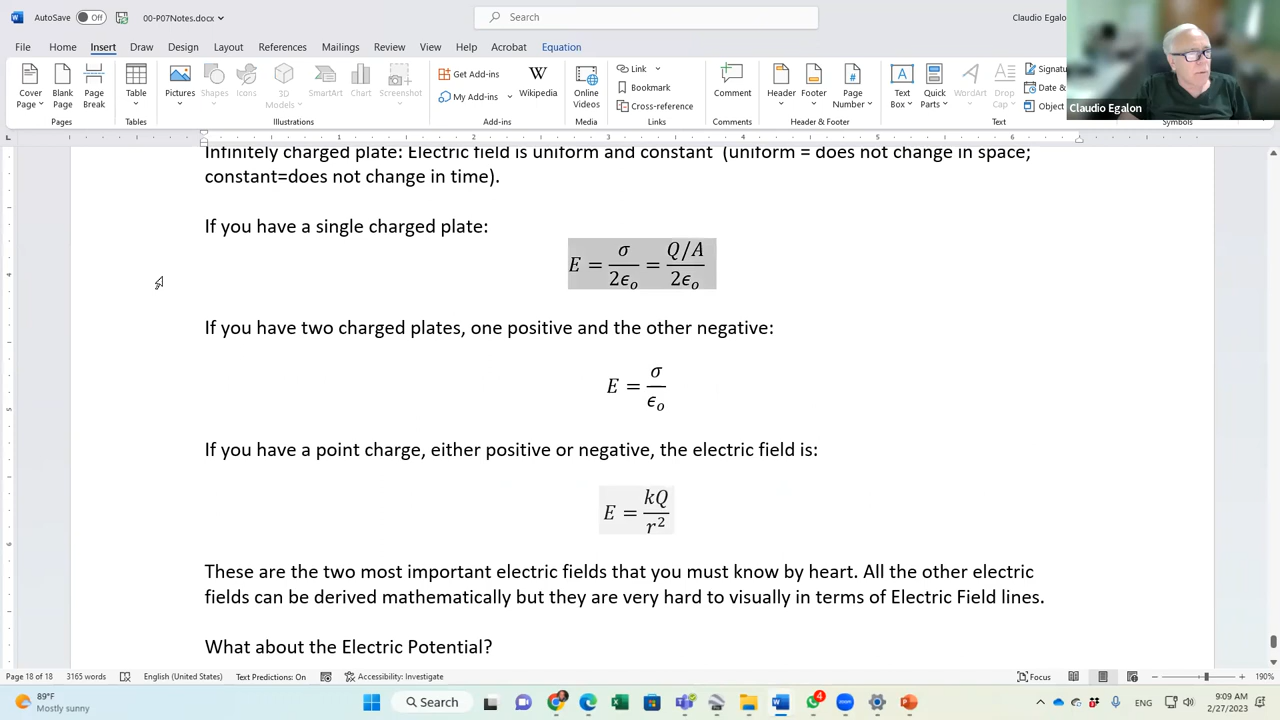 AutoSave Off 00-P07Notes.docx Search Claudio Egalon
File Home Insert Draw Design Layout References Mailings Review View Help Acrobat Equation
Cover Page
Blank Page
Page Break
Pages
Table
Tables
Pictures
Shapes
Icons
3D Models
SmartArt
Chart
Screenshot
Illustrations
Get Add-ins
My Add-ins
Wikipedia
Add-ins
Online Videos
Media
Link
Bookmark
Cross-reference
Links
Comment
Comments
Header
Footer
Page Number
Header & Footer
Text Box
Quick Parts
WordArt
Drop Cap
Signatu
Date &
Object
Text
Symbols
Claudio Egalon
Infinitely charged plate: Electric field is uniform and constant (uniform = does not change in space;
constant=does not change in time).
If you have a single charged plate:
E = σ/2ϵₒ = Q/A/2ϵₒ
If you have two charged plates, one positive and the other negative:
E = σ/ϵₒ
If you have a point charge, either positive or negative, the electric field is:
E = kQ/r²
These are the two most important electric fields that you must know by heart. All the other electric
fields can be derived mathematically but they are very hard to visually in terms of Electric Field lines.
What about the Electric Potential?
Page 18 of 18 3165 words English (United States) Text Predictions: On Accessibility: Investigate Focus 190%
89°F
Mostly sunny
Search
4
ENG
9:09 AM
2/27/2023